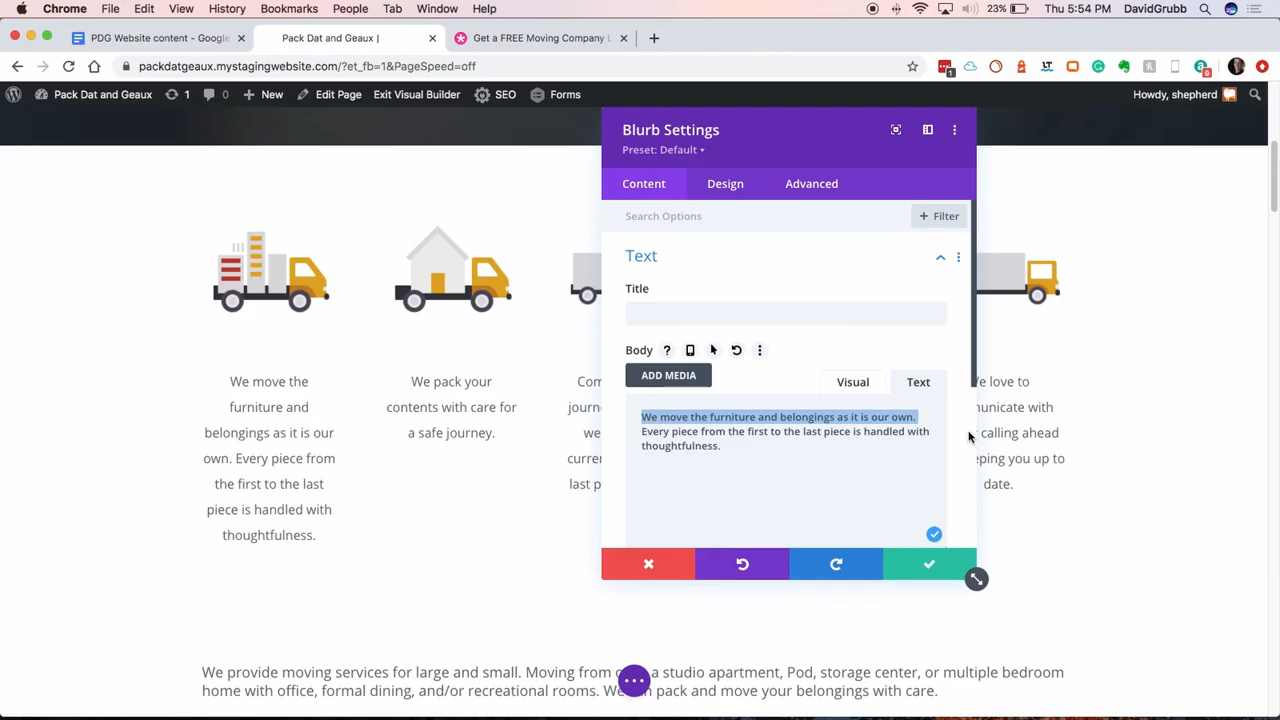 Chrome File Edit View History Bookmarks People Tab Window Help 23% Thu 5:54 PM DavidGrubb
PDG Website content - Google Pack Dat and Geaux | Get a FREE Moving Company L
packdatgeaux.mystagingwebsite.com/?et_fb=1&PageSpeed=off
Pack Dat and Geaux 1 0 New Edit Page Exit Visual Builder SEO Forms Howdy, shepherd
Blurb Settings
Preset: Default
Content Design Advanced
Search Options + Filter
Text
Title
Body ?
ADD MEDIA
Visual Text
We move the furniture and belongings as it is our own.
Every piece from the first to the last piece is handled with
thoughtfulness.
We move the
furniture and
belongings as it is our
own. Every piece from
the first to the last
piece is handled with
thoughtfulness.
We pack your
contents with care for
a safe journey.
Com
journ
we
curren
last p
e love to
municate with
calling ahead
eping you up to
date.
We provide moving services for large and small. Moving from a studio apartment, Pod, storage center, or multiple bedroom
home with office, formal dining, and/or recreational rooms. We pack and move your belongings with care.